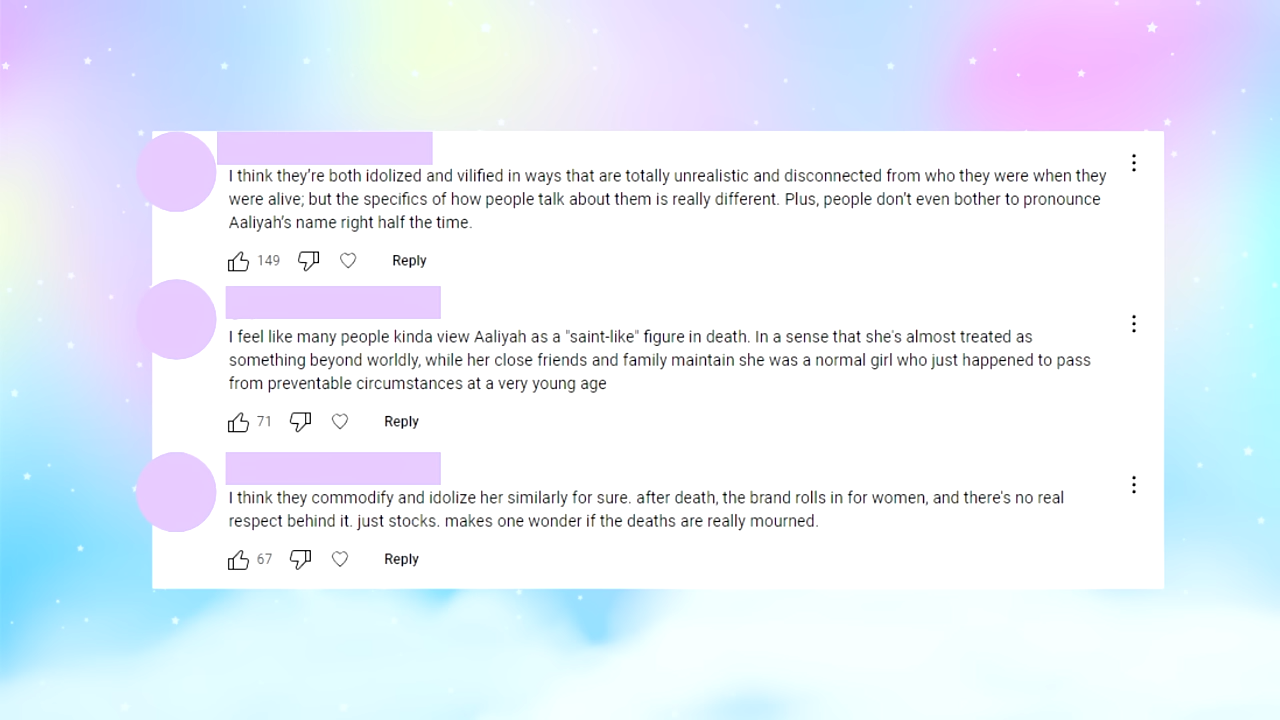 I think they're both idolized and vilified in ways that are totally unrealistic and disconnected from who they were when they
were alive; but the specifics of how people talk about them is really different. Plus, people don't even bother to pronounce
Aaliyah's name right half the time.
149 Reply
I feel like many people kinda view Aaliyah as a "saint-like" figure in death. In a sense that she's almost treated as
something beyond worldly, while her close friends and family maintain she was a normal girl who just happened to pass
from preventable circumstances at a very young age
71 Reply
I think they commodify and idolize her similarly for sure. after death, the brand rolls in for women, and there's no real
respect behind it. just stocks. makes one wonder if the deaths are really mourned.
67 Reply